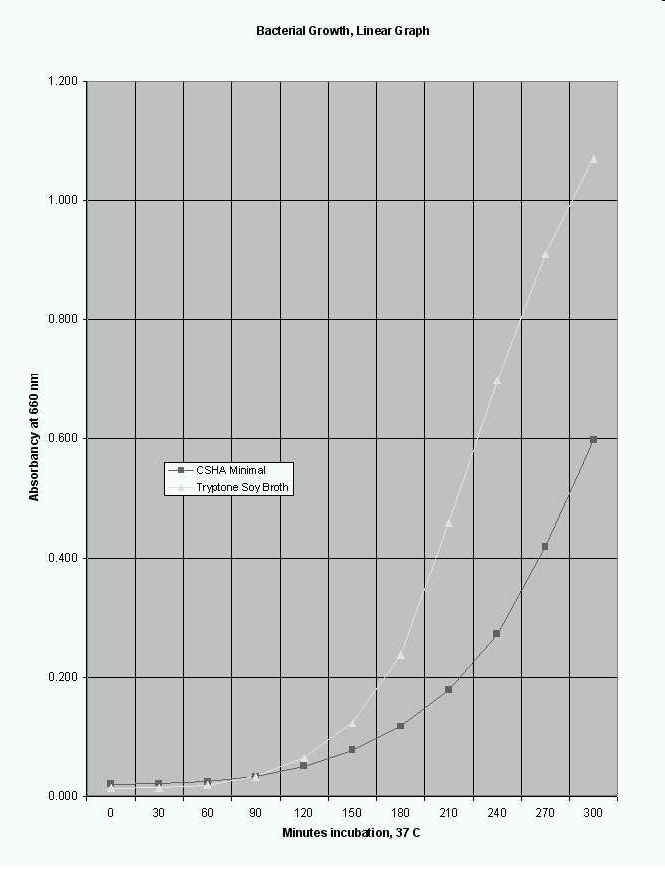 Bacterial Growth, Linear Graph
1.200
1.000
0.800
0.600
0.400
0.200
0.000
Absorbancy at 660 nm
CSHA Minimal
Tryptone Soy Broth
0 30 60 90 120 150 180 210 240 270 300
Minutes incubation, 37 C